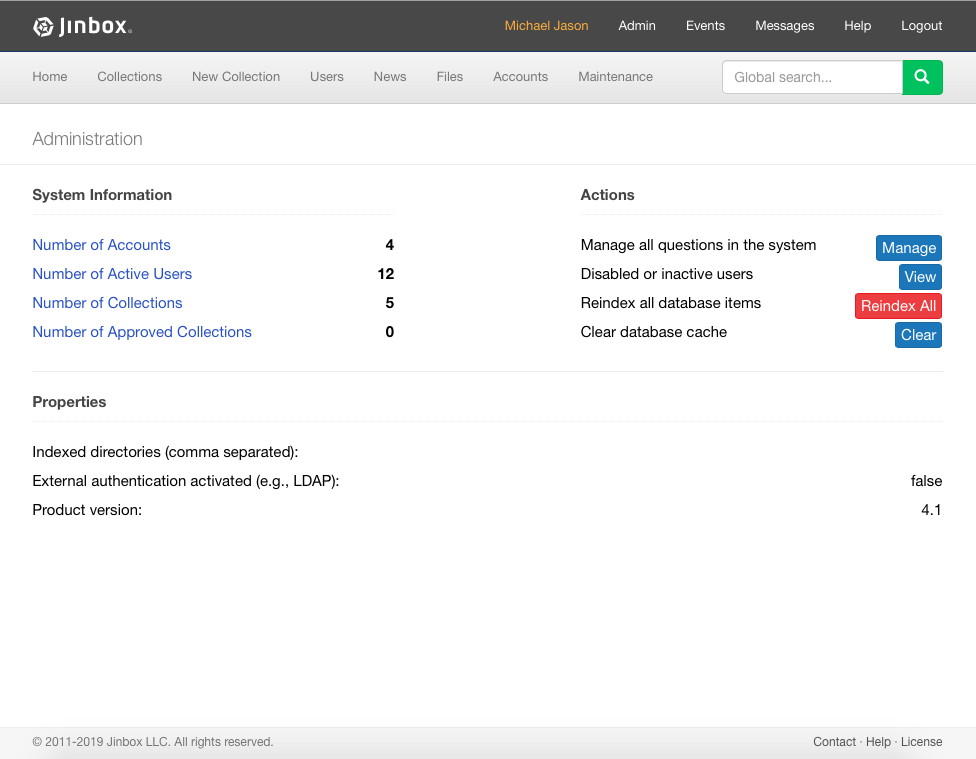 Jinbox
Michael Jason Admin Events Messages Help Logout
Home Collections New Collection Users News Files Accounts Maintenance Global search...
Administration
System Information
Number of Accounts 4
Number of Active Users 12
Number of Collections 5
Number of Approved Collections 0
Actions
Manage all questions in the system Manage
Disabled or inactive users View
Reindex all database items Reindex All
Clear database cache Clear
Properties
Indexed directories (comma separated):
External authentication activated (e.g., LDAP): false
Product version: 4.1
© 2011-2019 Jinbox LLC. All rights reserved. Contact · Help · License